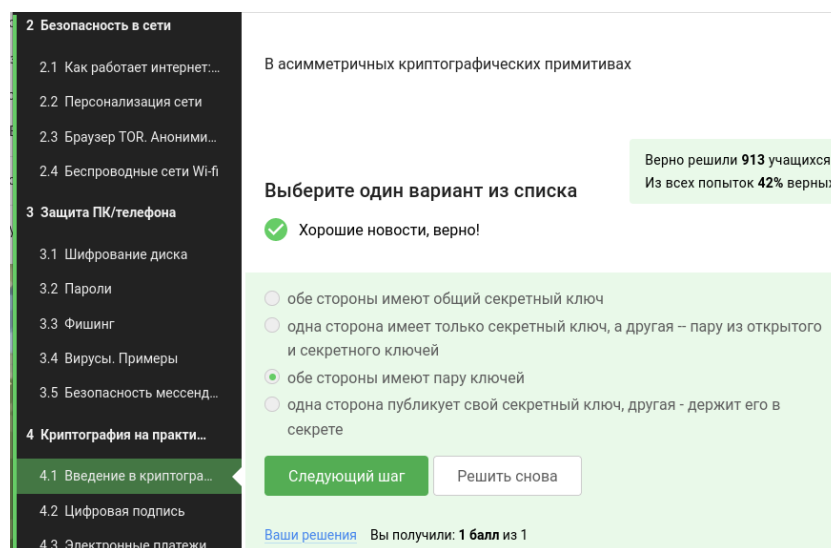 2 Безопасность в сети
2.1 Как работает интернет:...
2.2 Персонализация сети
2.3 Браузер TOR. Аноними...
2.4 Беспроводные сети Wi-fi
3 Защита ПК/телефона
3.1 Шифрование диска
3.2 Пароли
3.3 Фишинг
3.4 Вирусы. Примеры
3.5 Безопасность мессенд...
4 Криптография на практи...
4.1 Введение в криптогра...
4.2 Цифровая подпись
4.3 Электронные платежи
В асимметричных криптографических примитивах
Верно решили 913 учащихся
Из всех попыток 42% верных
Выберите один вариант из списка
Хорошие новости, верно!
обе стороны имеют общий секретный ключ
одна сторона имеет только секретный ключ, а другая -- пару из открытого
и секретного ключей
обе стороны имеют пару ключей
одна сторона публикует свой секретный ключ, другая - держит его в
секрете
Следующий шаг
Решить снова
Ваши решения Вы получили: 1 балл из 1